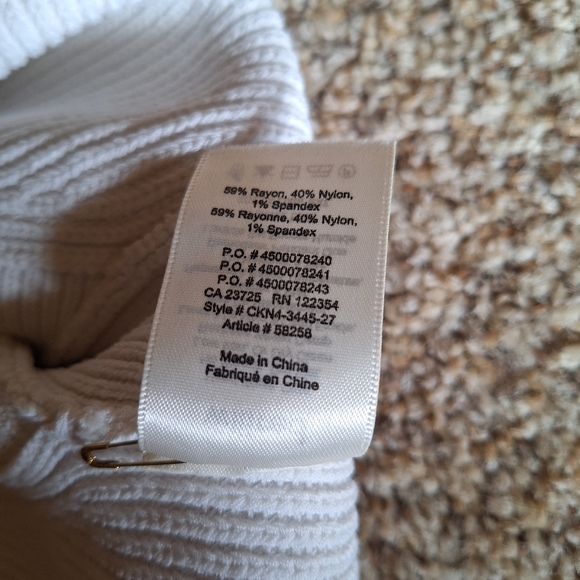 59% Rayon, 40% Nylon,
1% Spandex
59% Rayonne, 40% Nylon,
1% Spandex
P.O. # 4500078240
P.O. # 4500078241
P.O. # 4500078243
CA 23725 RN 122354
Style # CKN4-3445-27
Article # 58258
Made in China
Fabriqué en Chine